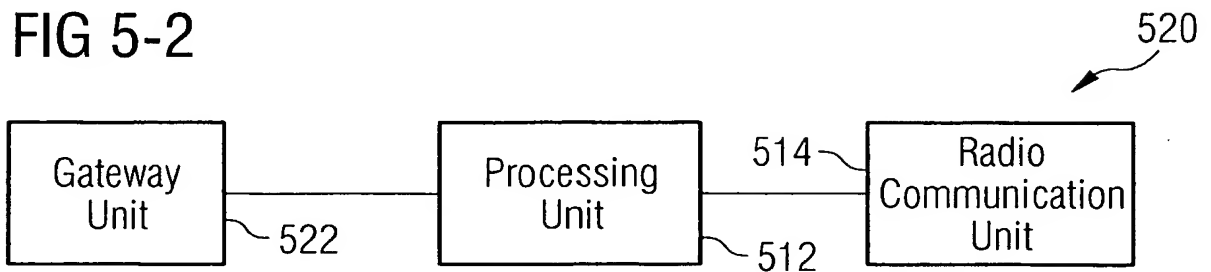 FIG 5-2
520
Gateway
Unit
522
Processing
Unit
512
514
Radio
Communication
Unit